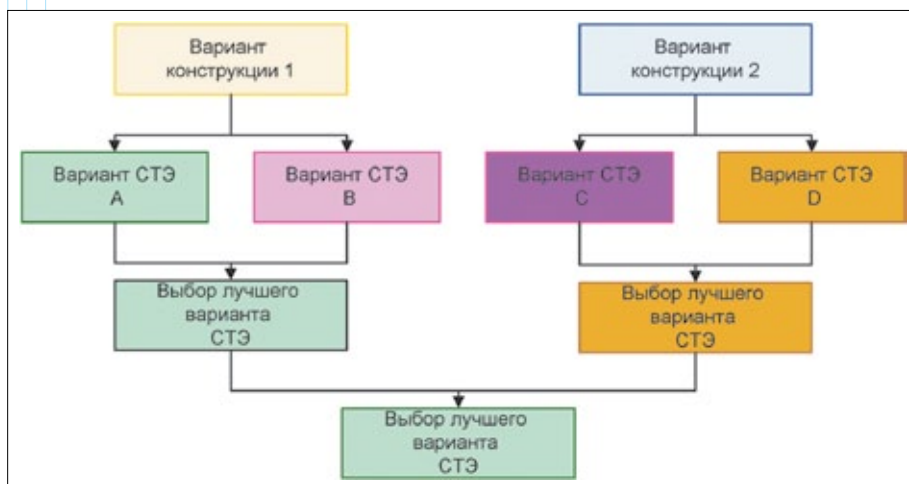 Вариант
конструкции 1
Вариант
конструкции 2
Вариант СТЭ
A
Вариант СТЭ
B
Вариант СТЭ
C
Вариант СТЭ
D
Выбор лучшего
варианта
СТЭ
Выбор лучшего
варианта
СТЭ
Выбор лучшего
варианта
СТЭ